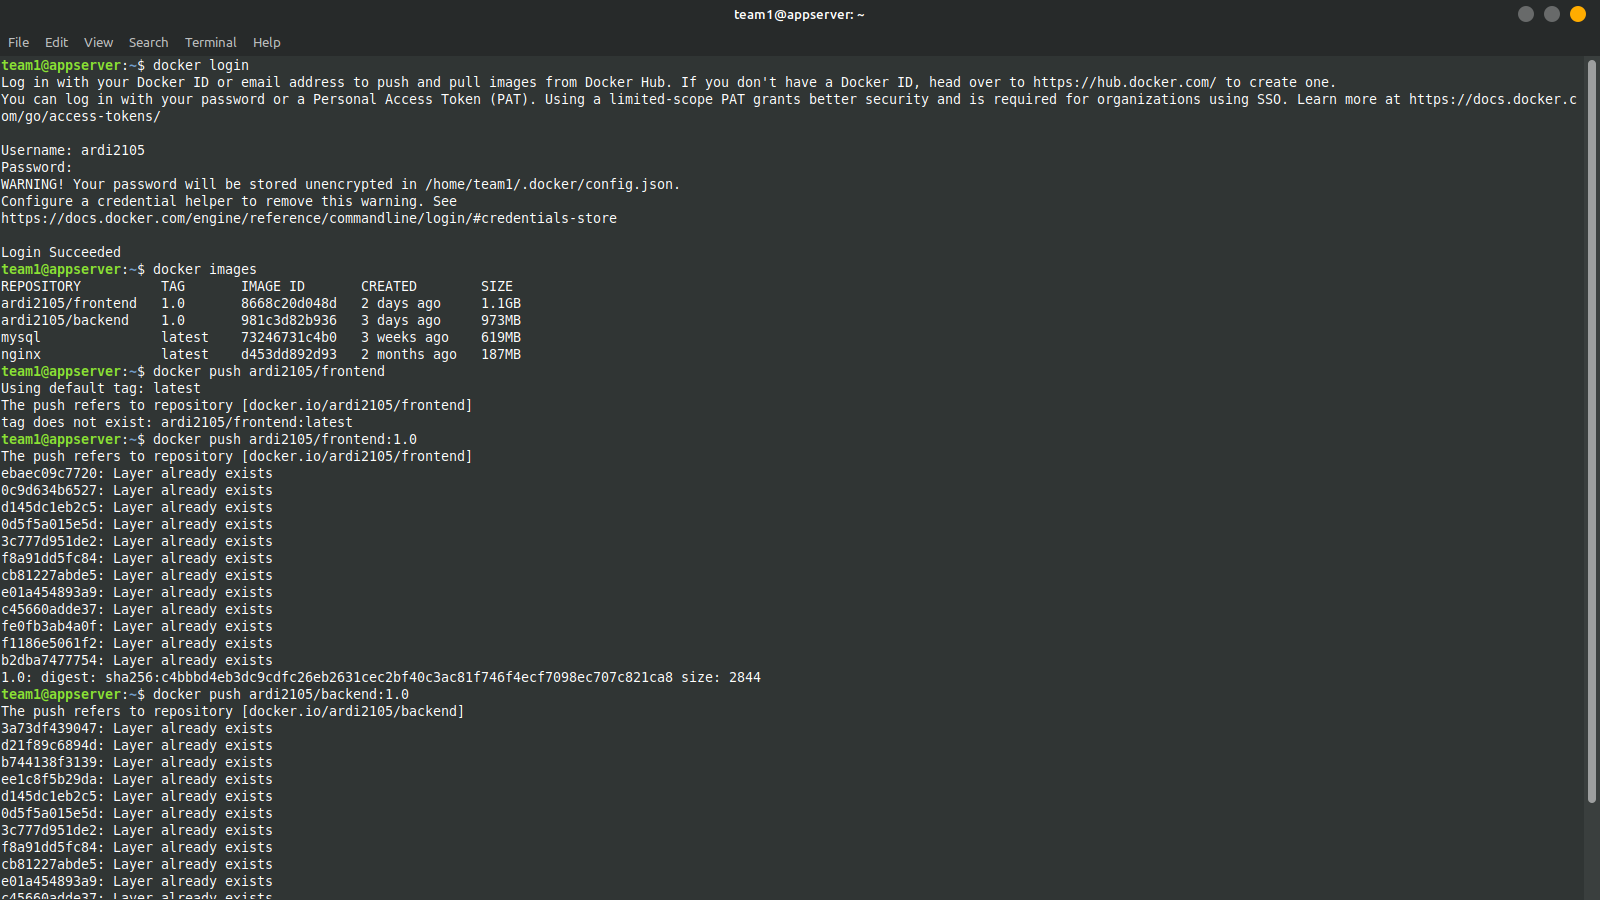 team1@appserver: ~
File Edit View Search Terminal Help
team1@appserver:~$ docker login
Log in with your Docker ID or email address to push and pull images from Docker Hub. If you don't have a Docker ID, head over to https://hub.docker.com/ to create one.
You can log in with your password or a Personal Access Token (PAT). Using a limited-scope PAT grants better security and is required for organizations using SSO. Learn more at https://docs.docker.c
om/go/access-tokens/
Username: ardi2105
Password:
WARNING! Your password will be stored unencrypted in /home/team1/.docker/config.json.
Configure a credential helper to remove this warning. See
https://docs.docker.com/engine/reference/commandline/login/#credentials-store
Login Succeeded
team1@appserver:~$ docker images
REPOSITORY TAG IMAGE ID CREATED SIZE
ardi2105/frontend 1.0 8668c20d048d 2 days ago 1.1GB
ardi2105/backend 1.0 981c3d82b936 3 days ago 973MB
mysql latest 73246731c4b0 3 weeks ago 619MB
nginx latest d453dd892d93 2 months ago 187MB
team1@appserver:~$ docker push ardi2105/frontend
Using default tag: latest
The push refers to repository [docker.io/ardi2105/frontend]
tag does not exist: ardi2105/frontend:latest
team1@appserver:~$ docker push ardi2105/frontend:1.0
The push refers to repository [docker.io/ardi2105/frontend]
ebaec09c7720: Layer already exists
0c9d634b6527: Layer already exists
d145dc1eb2c5: Layer already exists
0d5f5a015e5d: Layer already exists
3c777d951de2: Layer already exists
f8a91dd5fc84: Layer already exists
cb81227abde5: Layer already exists
e01a454893a9: Layer already exists
c45660adde37: Layer already exists
fe0fb3ab4a0f: Layer already exists
f1186e5061f2: Layer already exists
b2dba7477754: Layer already exists
1.0: digest: sha256:c4bbbd4eb3dc9cdfc26eb2631cec2bf40c3ac81f746f4ecf7098ec707c821ca8 size: 2844
team1@appserver:~$ docker push ardi2105/backend:1.0
The push refers to repository [docker.io/ardi2105/backend]
3a73df439047: Layer already exists
d21f89c6894d: Layer already exists
b744138f3139: Layer already exists
ee1c8f5b29da: Layer already exists
d145dc1eb2c5: Layer already exists
0d5f5a015e5d: Layer already exists
3c777d951de2: Layer already exists
f8a91dd5fc84: Layer already exists
cb81227abde5: Layer already exists
e01a454893a9: Layer already exists
c45660adde37: Layer already exists